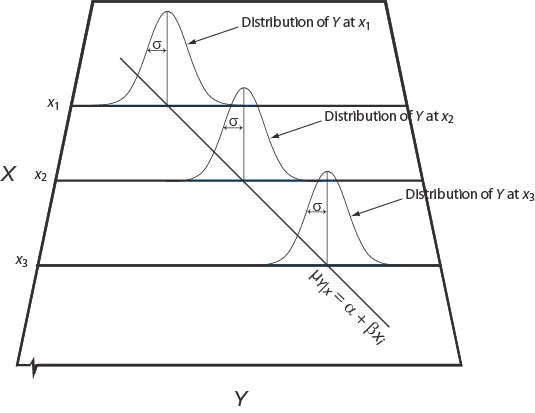 Distribution of Y at x₁
σ
x₁
Distribution of Y at x₂
σ
X
x₂
Distribution of Y at x₃
σ
x₃
μY|x = α + βxᵢ
Y